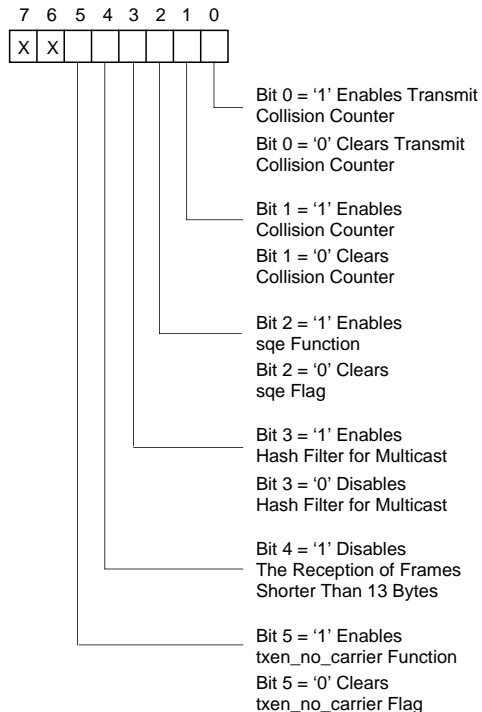 7 6 5 4 3 2 1 0
X X
Bit 0 = ‘1’ Enables Transmit
Collision Counter
Bit 0 = ‘0’ Clears Transmit
Collision Counter
Bit 1 = ‘1’ Enables
Collision Counter
Bit 1 = ‘0’ Clears
Collision Counter
Bit 2 = ‘1’ Enables
sqe Function
Bit 2 = ‘0’ Clears
sqe Flag
Bit 3 = ‘1’ Enables
Hash Filter for Multicast
Bit 3 = ‘0’ Disables
Hash Filter for Multicast
Bit 4 = ‘1’ Disables
The Reception of Frames
Shorter Than 13 Bytes
Bit 5 = ‘1’ Enables
txen_no_carrier Function
Bit 5 = ‘0’ Clears
txen_no_carrier Flag